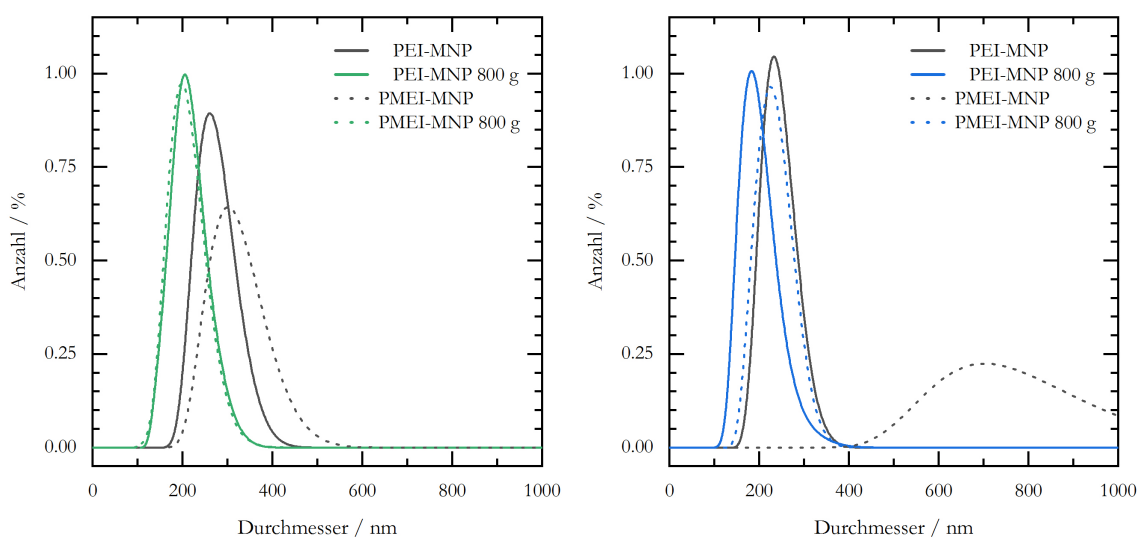 PEI-MNP
PEI-MNP 800 g
PMEI-MNP
PMEI-MNP 800 g
1.00
0.75
0.50
0.25
0.00
Anzahl / %
0 200 400 600 800 1000
Durchmesser / nm
PEI-MNP
PEI-MNP 800 g
PMEI-MNP
PMEI-MNP 800 g
1.00
0.75
0.50
0.25
0.00
Anzahl / %
0 200 400 600 800 1000
Durchmesser / nm